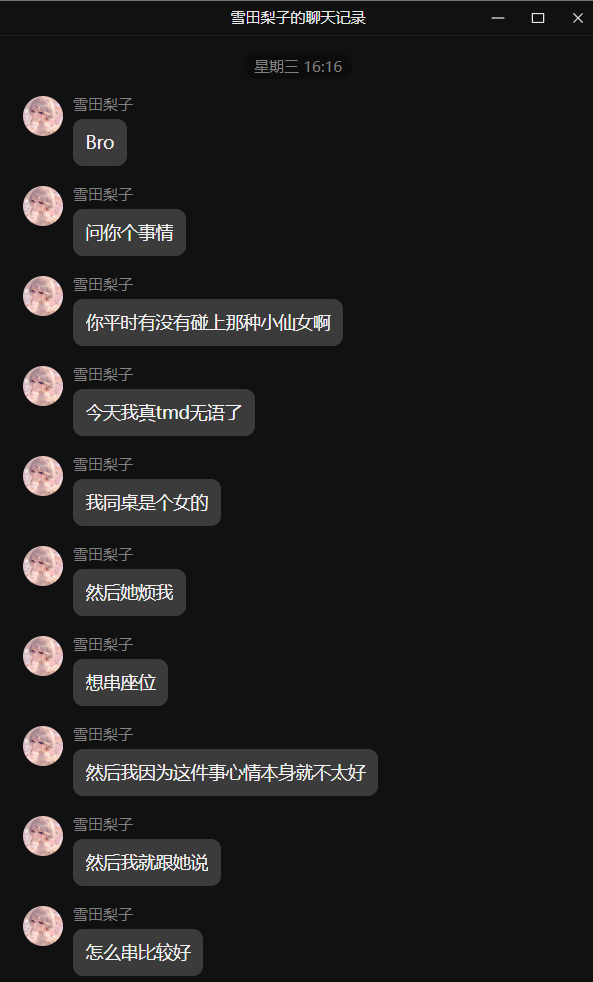 雪田梨子的聊天记录
星期三 16:16
雪田梨子
Bro
雪田梨子
问你个事情
雪田梨子
你平时有没有碰上那种小仙女啊
雪田梨子
今天我真tmd无语了
雪田梨子
我同桌是个女的
雪田梨子
然后她烦我
雪田梨子
想串座位
雪田梨子
然后我因为这件事心情本身就不太好
雪田梨子
然后我就跟她说
雪田梨子
怎么串比较好